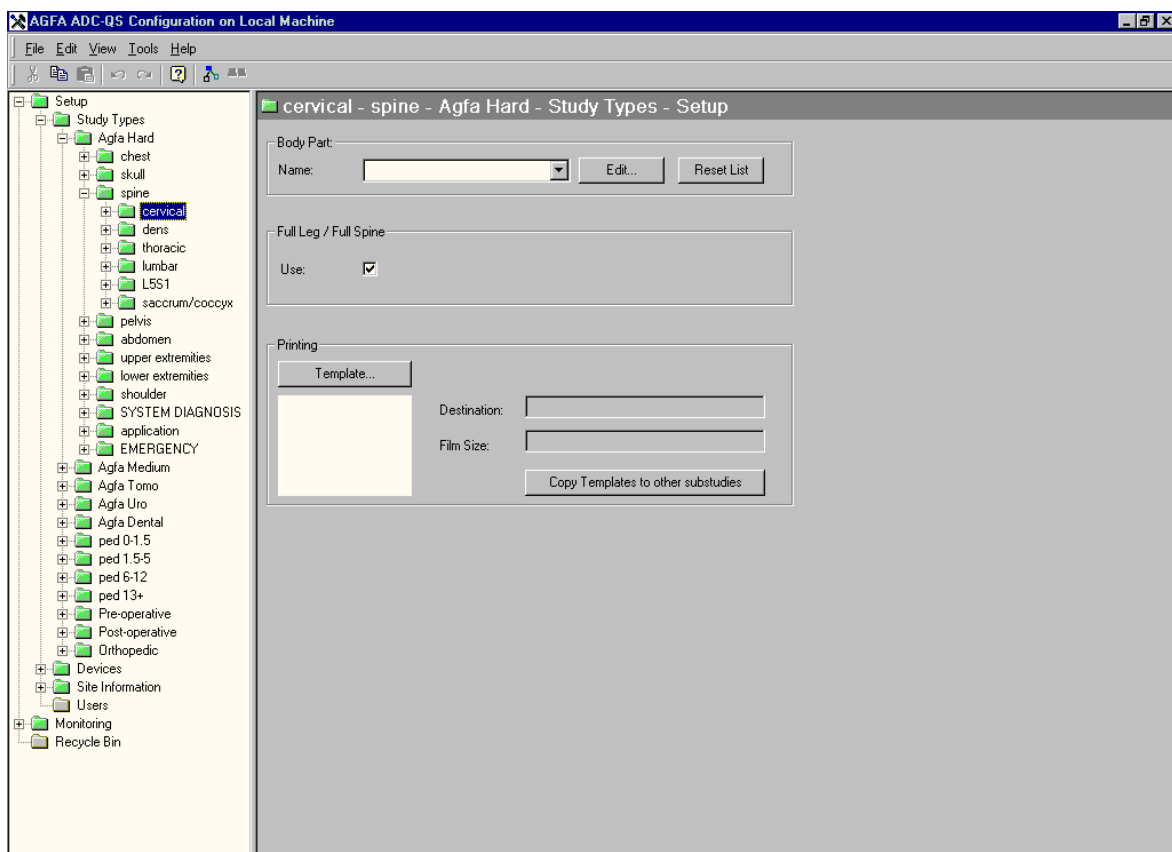 AGFA ADC-QS Configuration on Local Machine
File Edit View Tools Help
Setup
Study Types
Agfa Hard
chest
skull
spine
cervical
dens
thoracic
lumbar
L5S1
saccrum/coccyx
pelvis
abdomen
upper extremities
lower extremities
shoulder
SYSTEM DIAGNOSIS
application
EMERGENCY
Agfa Medium
Agfa Tomo
Agfa Uro
Agfa Dental
ped 0-1.5
ped 1.5-5
ped 6-12
ped 13+
Pre-operative
Post-operative
Orthopedic
Devices
Site Information
Users
Monitoring
Recycle Bin
cervical - spine - Agfa Hard - Study Types - Setup
Body Part:
Name: Edit... Reset List
Full Leg / Full Spine
Use:
Printing
Template...
Destination:
Film Size:
Copy Templates to other substudies